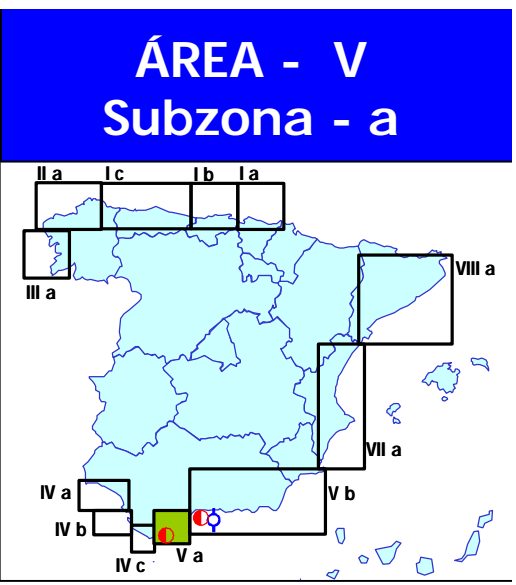 ÁREA - V
Subzona - a
II a
I c
I b
I a
III a
VIII a
VII a
IV a
V b
IV b
V a
IV c